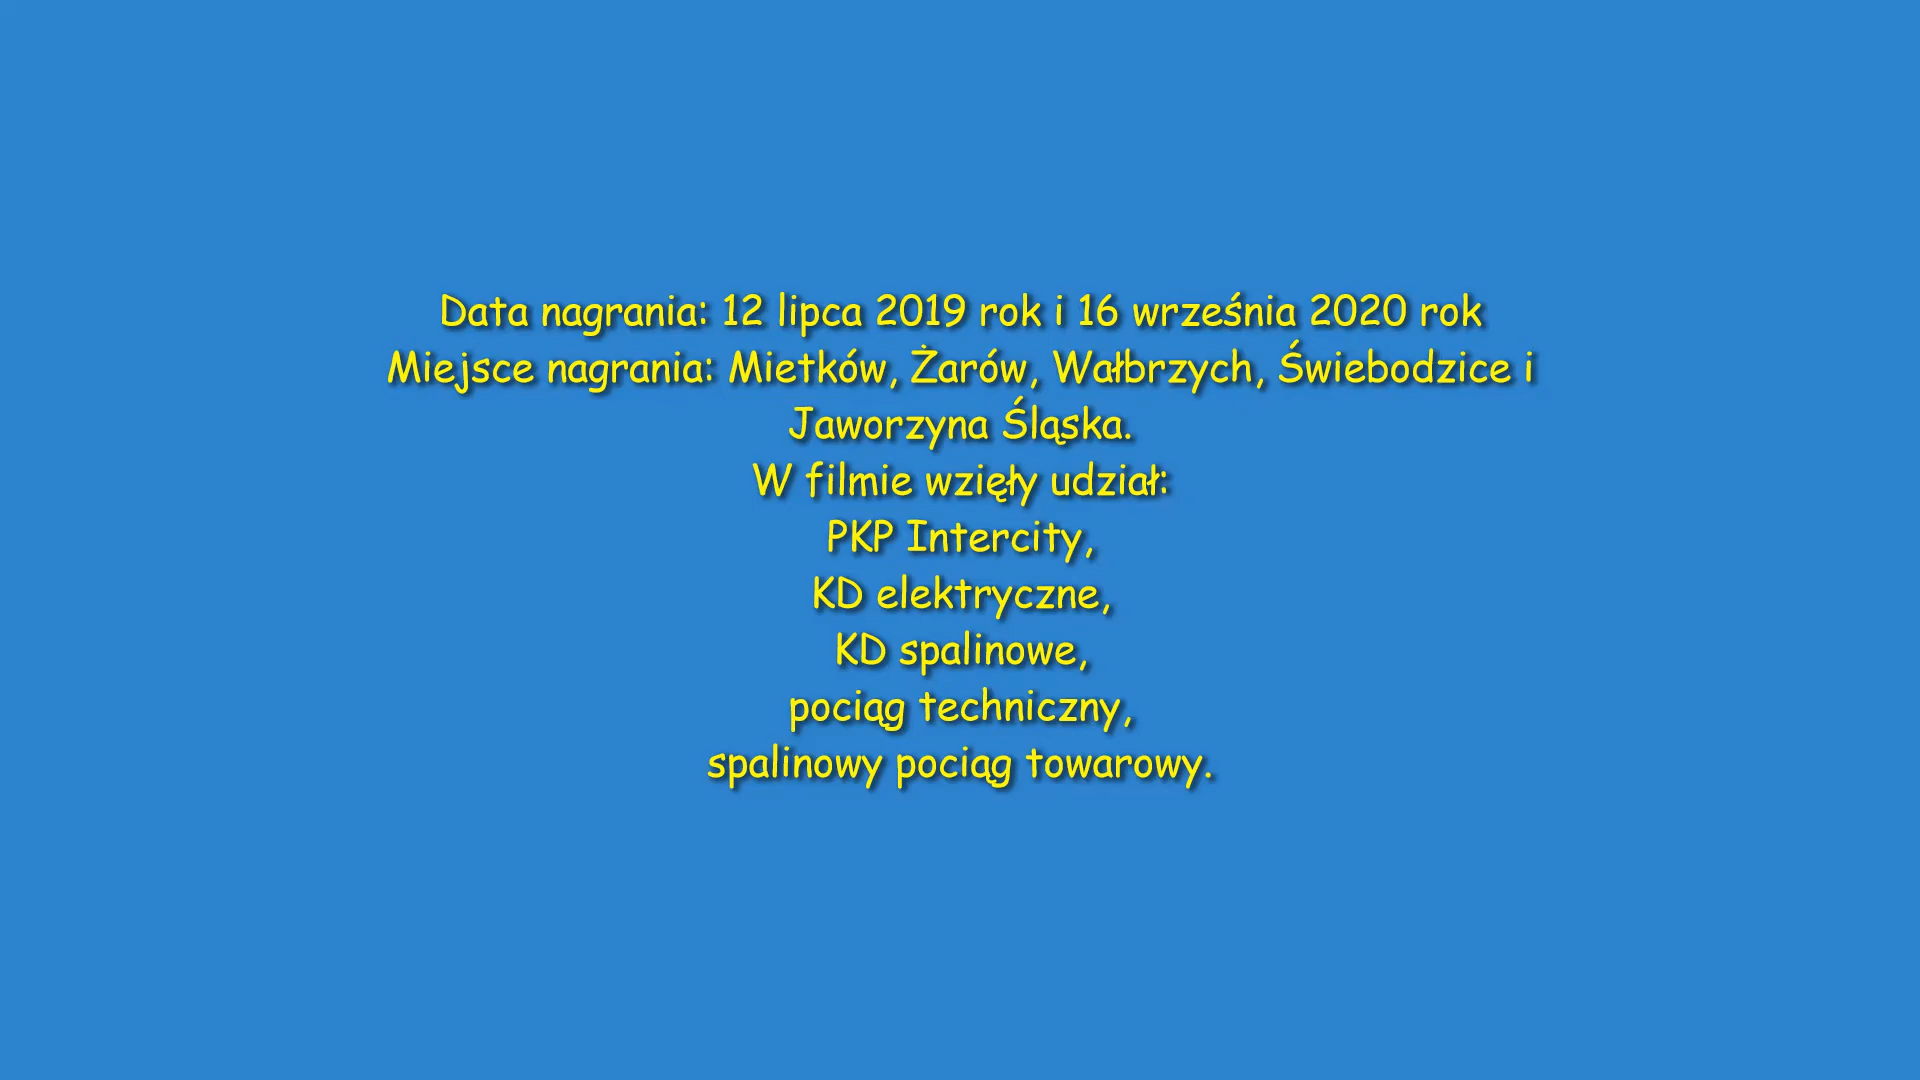 Data nagrania: 12 lipca 2019 rok i 16 września 2020 rok
Miejsce nagrania: Mietków, Żarów, Wałbrzych, Świebodzice i
Jaworzyna Śląska.
W filmie wzięły udział:
PKP Intercity,
KD elektryczne,
KD spalinowe,
pociąg techniczny,
spalinowy pociąg towarowy.